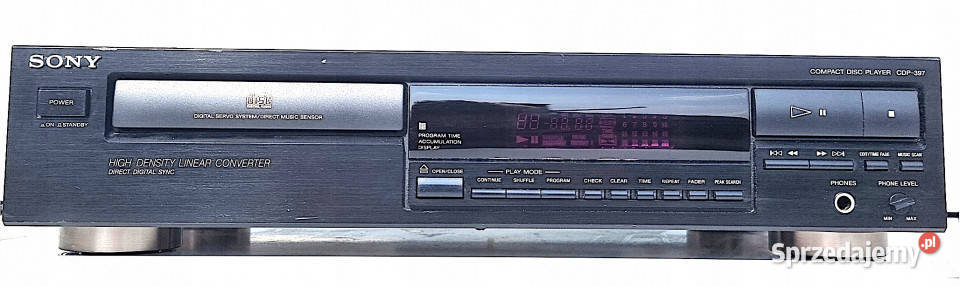 SONY
COMPACT DISC PLAYER CDP-397
POWER
ON STANDBY
disc
DIGITAL SERVO SYSTEM/DIRECT MUSIC SENSOR
HIGH DENSITY LINEAR CONVERTER
DIRECT DIGITAL SYNC
PROGRAM TIME
ACCUMULATION
DISPLAY
OPEN/CLOSE
PLAY MODE
CONTINUE SHUFFLE PROGRAM CHECK CLEAR TIME REPEAT FADER PEAK SEARCH
EDIT/TIME FADE MUSIC SCAN
PHONES PHONE LEVEL
MIN MAX
Sprzedajemy.pl